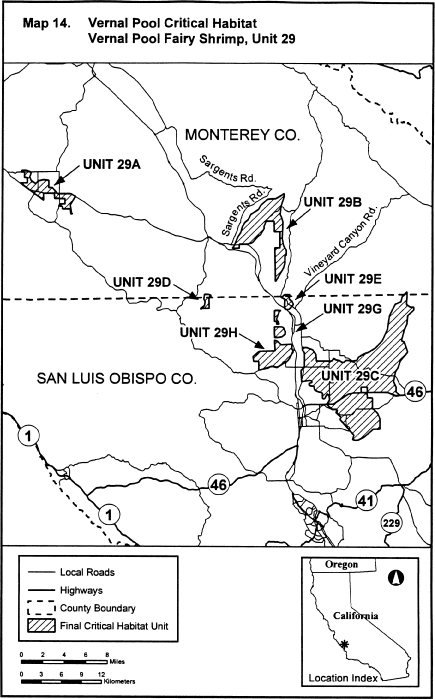 Map 14. Vernal Pool Critical Habitat
Vernal Pool Fairy Shrimp, Unit 29
MONTEREY CO.
UNIT 29A
Sargents Rd.
Sargents Rd.
UNIT 29B
Vineyard Canyon Rd.
UNIT 29D
UNIT 29E
UNIT 29G
UNIT 29H
UNIT 29C
SAN LUIS OBISPO CO.
46
1
46
41
1
229
Local Roads
Highways
County Boundary
Final Critical Habitat Unit
0 2 4 6 8
Miles
0 3 6 9 12
Kilometers
Oregon
California
Location Index